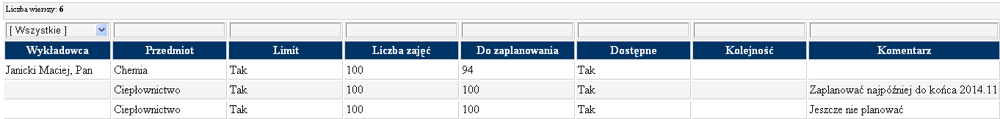 Liczba wierszy: 6
[ Wszystkie ]
Wykładowca Przedmiot Limit Liczba zajęć Do zaplanowania Dostępne Kolejność Komentarz
Janicki Maciej, Pan Chemia Tak 100 94 Tak
Ciepłownictwo Tak 100 100 Tak Zaplanować najpóźniej do końca 2014.11
Ciepłownictwo Tak 100 100 Tak Jeszcze nie planować